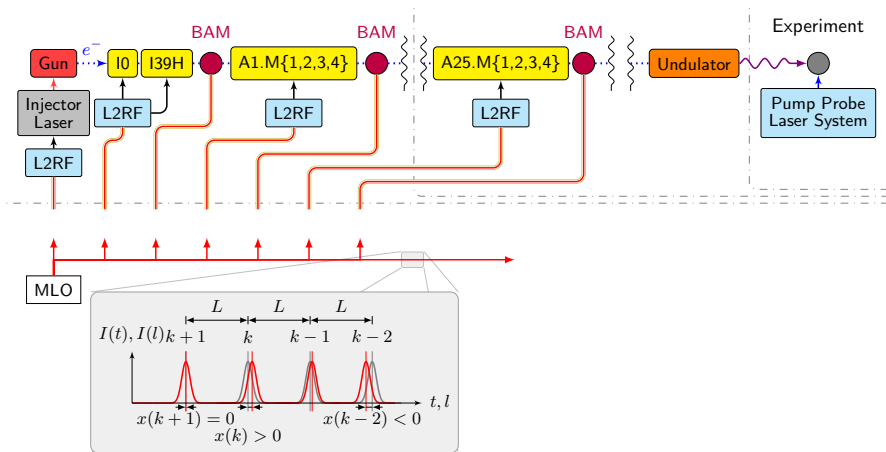 BAM
BAM
BAM
Experiment
Gun
e⁻
I0
I39H
A1.M{1,2,3,4}
A25.M{1,2,3,4}
Undulator
Injector
Laser
L2RF
L2RF
L2RF
Pump Probe
Laser System
L2RF
MLO
L
L
L
I(t), I(l)
k + 1
k
k − 1
k − 2
t, l
x(k + 1) = 0
x(k − 2) < 0
x(k) > 0